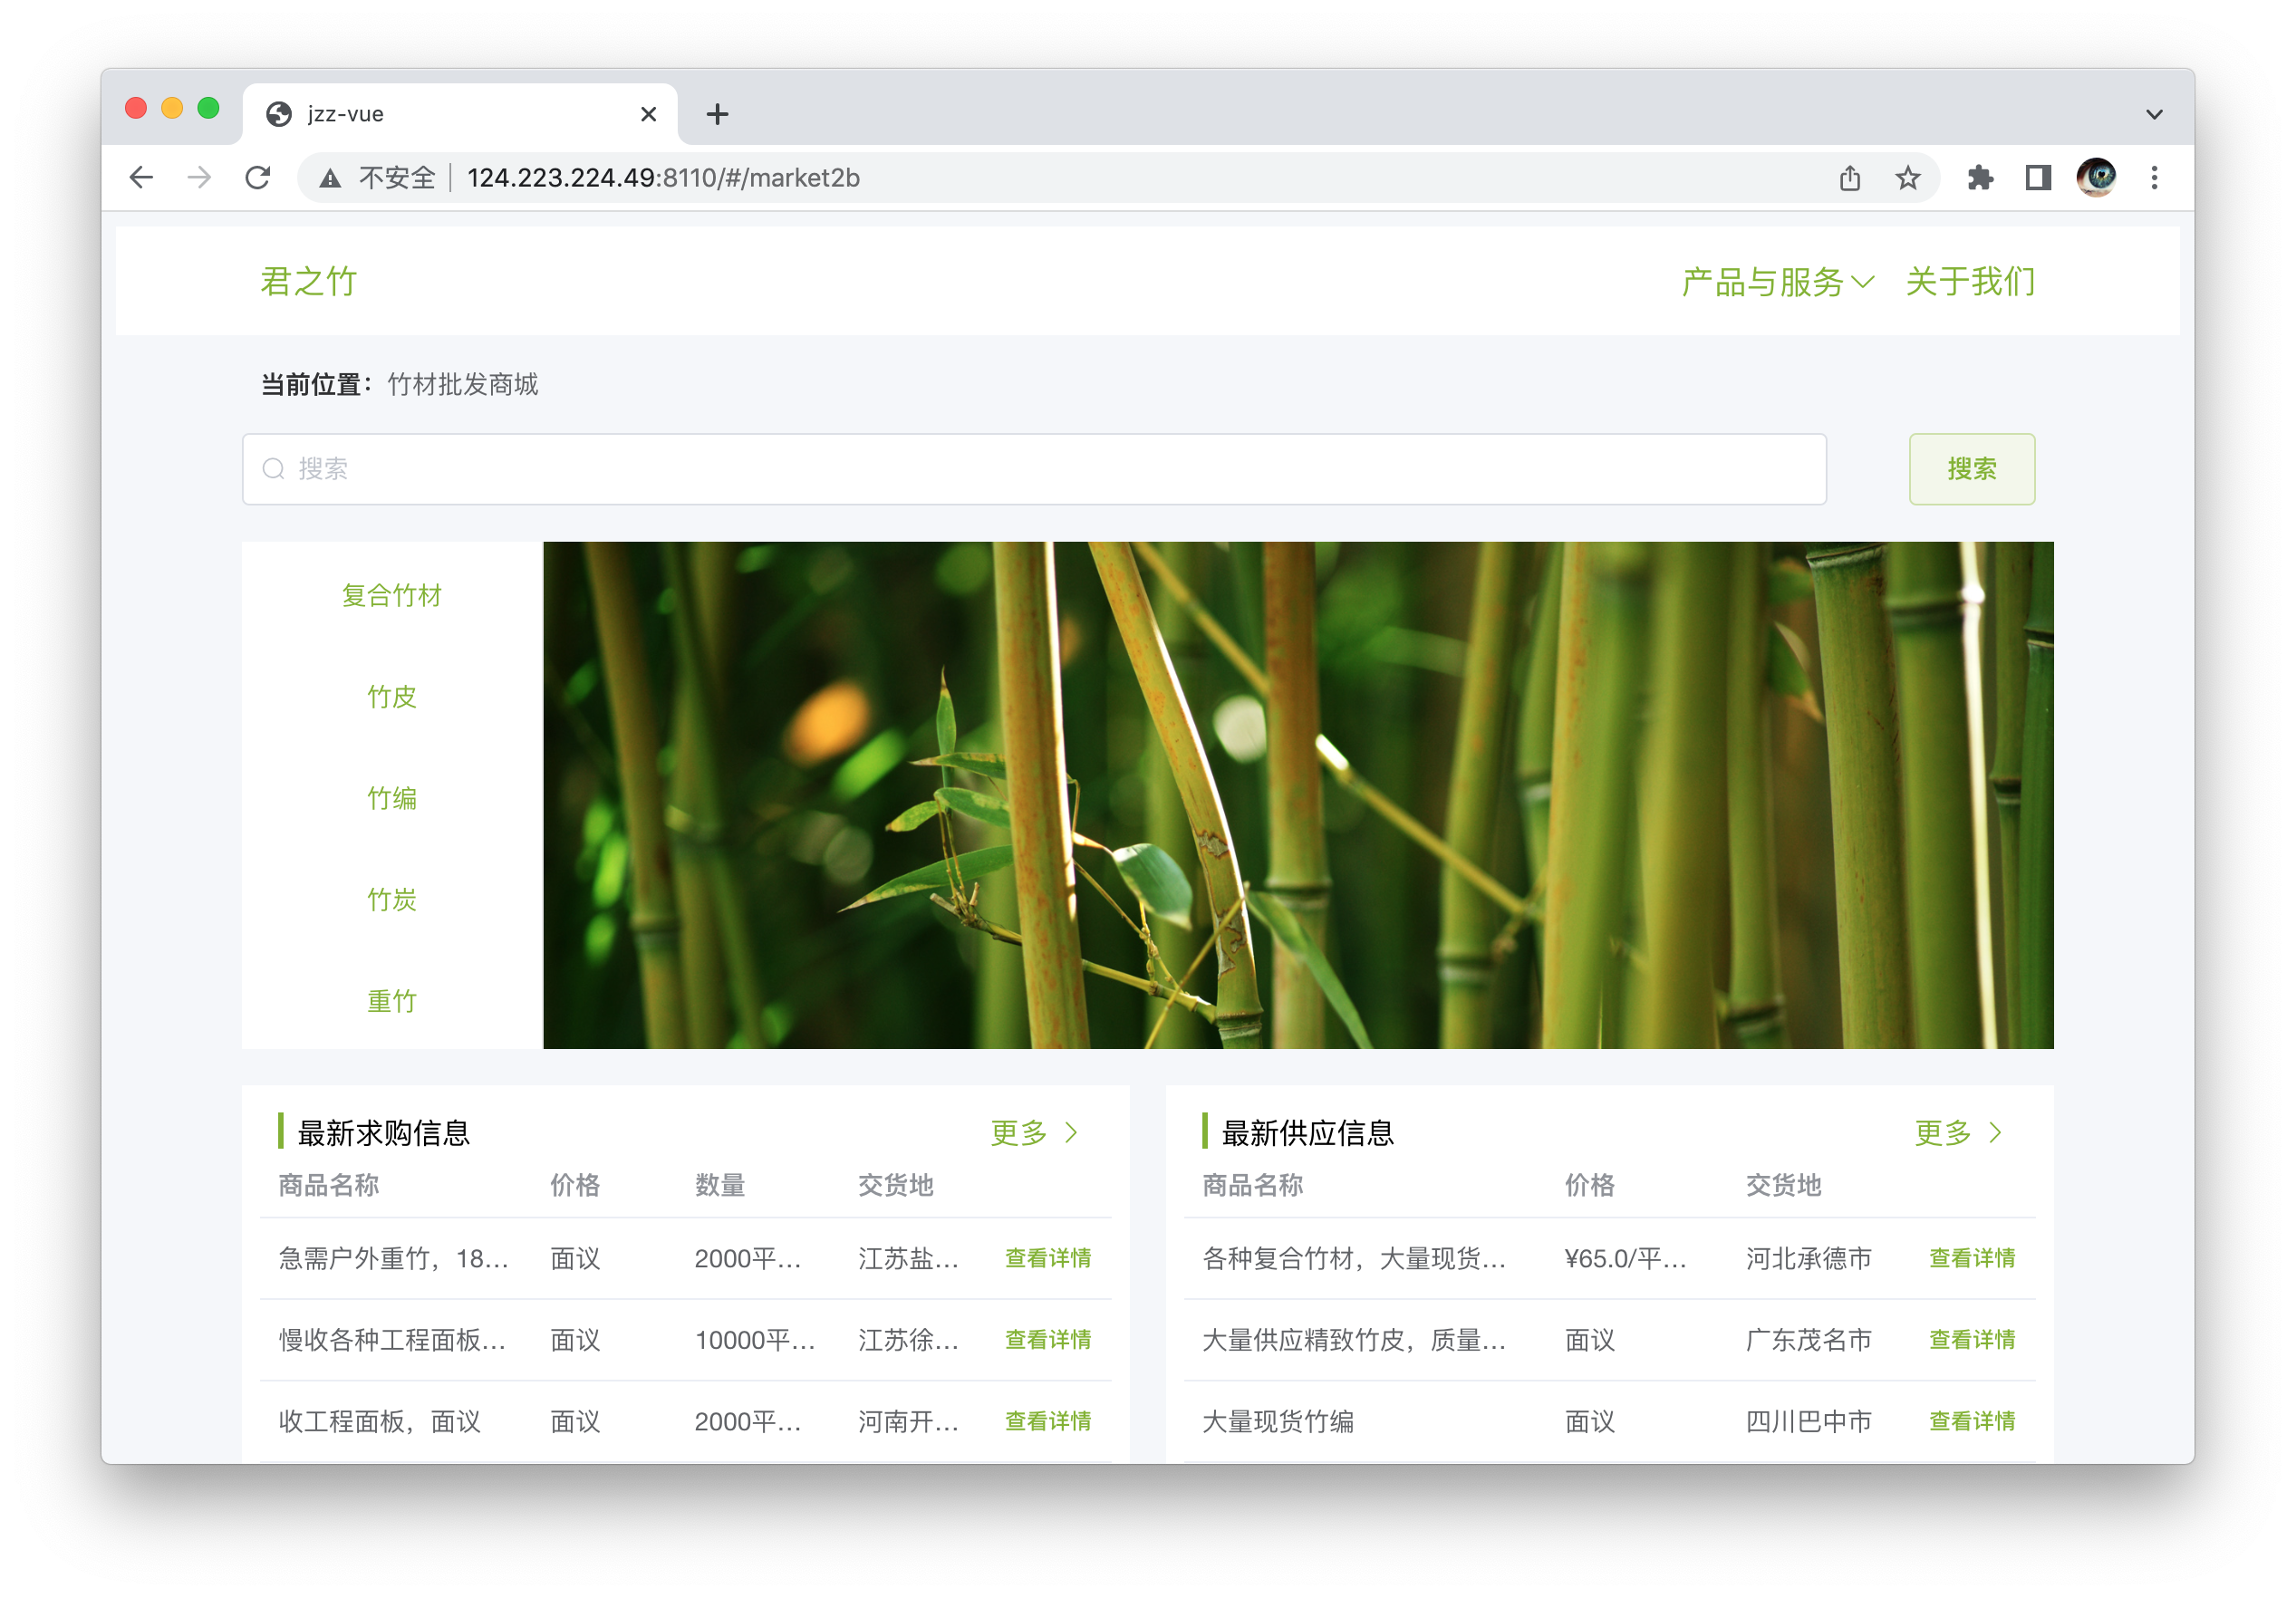 jzz-vue
不安全 124.223.224.49:8110/#/market2b
君之竹 产品与服务 关于我们
当前位置：竹材批发商城
搜索 搜索
复合竹材
竹皮
竹编
竹炭
重竹
最新求购信息 更多
商品名称 价格 数量 交货地
急需户外重竹，18... 面议 2000平... 江苏盐... 查看详情
慢收各种工程面板... 面议 10000平... 江苏徐... 查看详情
收工程面板，面议 面议 2000平... 河南开... 查看详情
最新供应信息 更多
商品名称 价格 交货地
各种复合竹材，大量现货... ¥65.0/平... 河北承德市 查看详情
大量供应精致竹皮，质量... 面议 广东茂名市 查看详情
大量现货竹编 面议 四川巴中市 查看详情